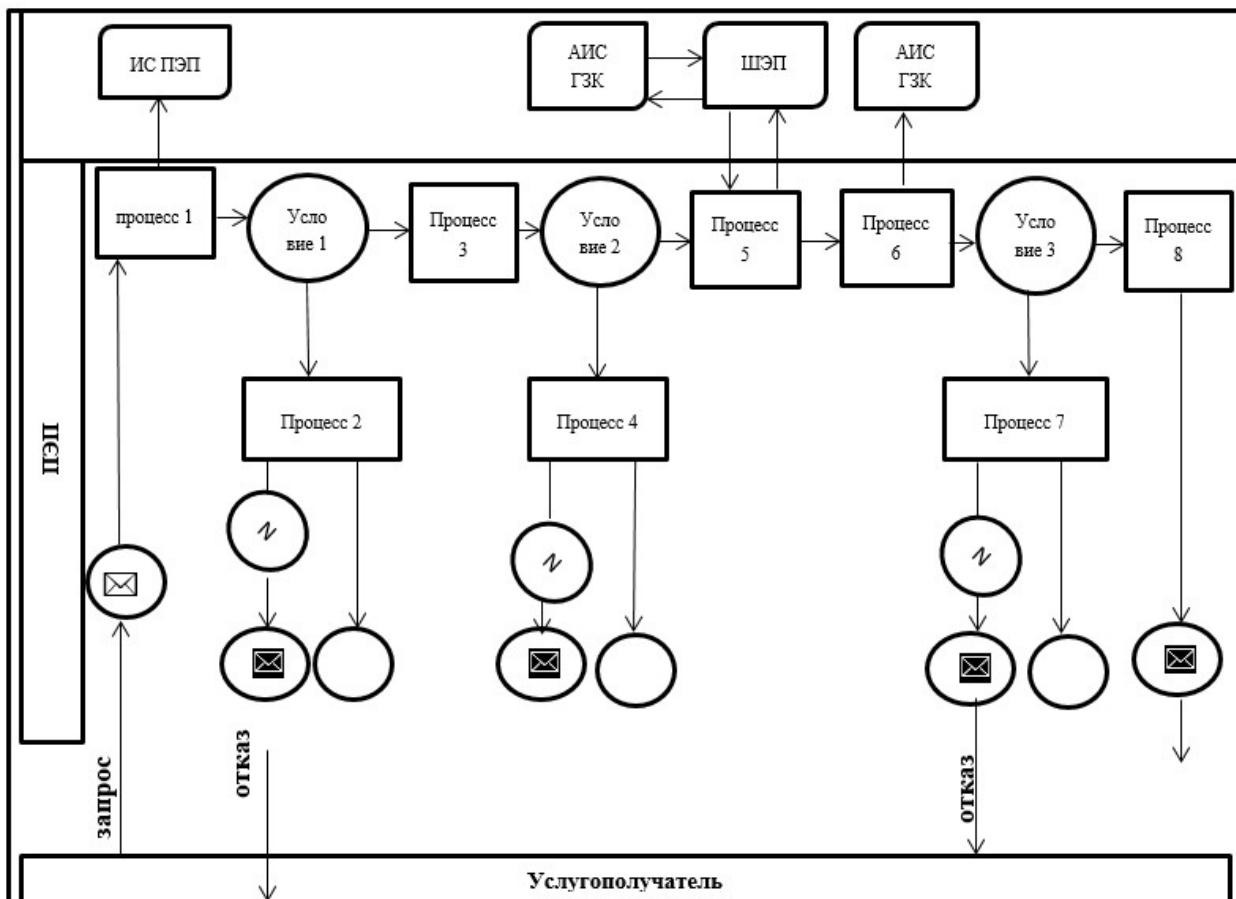 ИС ПЭП
АИС
ГЗК
ШЭП
АИС
ГЗК
процесс 1
Усло
вие 1
Процесс
3
Усло
вие 2
Процесс
5
Процесс
6
Усло
вие 3
Процесс
8
Процесс 2
Процесс 4
Процесс 7
ПЭП
N
N
N
запрос
отказ
отказ
Услугополучатель